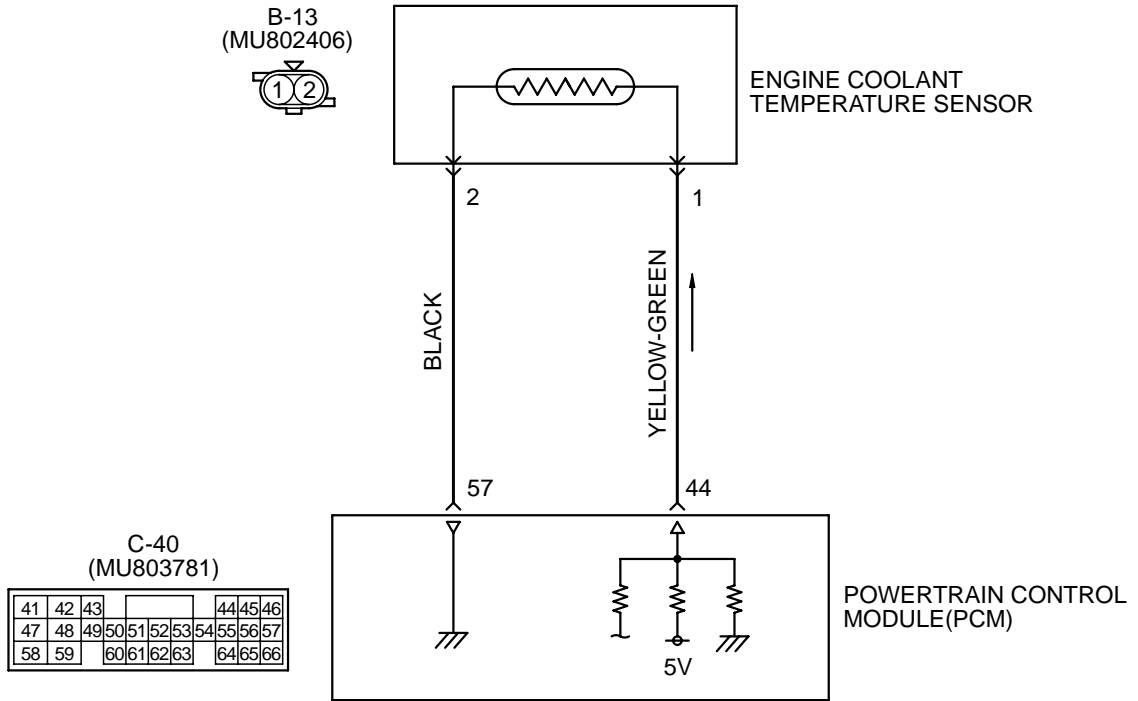 B-13
(MU802406)
1 2
ENGINE COOLANT
TEMPERATURE SENSOR
2
1
BLACK
YELLOW-GREEN
57
44
C-40
(MU803781)
41 42 43 44 45 46
47 48 49 50 51 52 53 54 55 56 57
58 59 60 61 62 63 64 65 66
5V
POWERTRAIN CONTROL
MODULE(PCM)